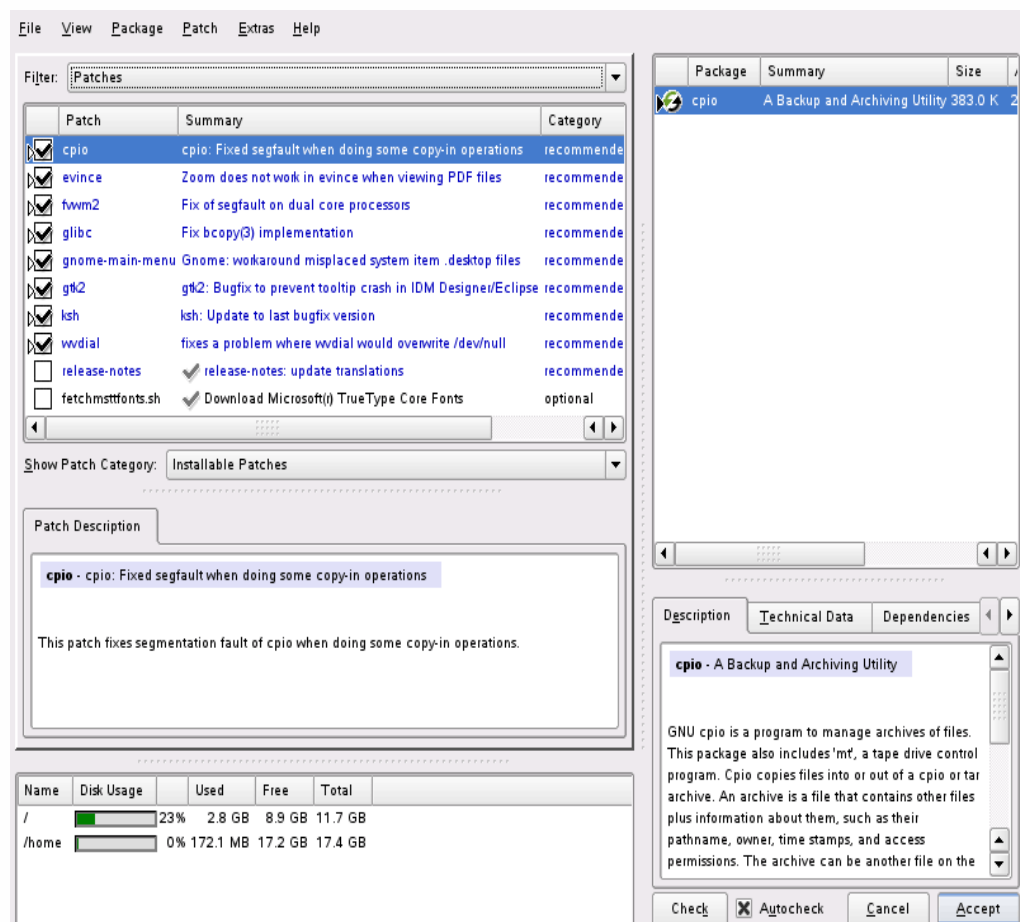 File View Package Patch Extras Help
Filter: Patches
Patch Summary Category
cpio cpio: Fixed segfault when doing some copy-in operations recommende
evince Zoom does not work in evince when viewing PDF files recommende
fvwm2 Fix of segfault on dual core processors recommende
glibc Fix bcopy(3) implementation recommende
gnome-main-menu Gnome: workaround misplaced system item .desktop files recommende
gtk2 gtk2: Bugfix to prevent tooltip crash in IDM Designer/Eclipse recommende
ksh ksh: Update to last bugfix version recommende
wvdial fixes a problem where wvdial would overwrite /dev/null recommende
release-notes release-notes: update translations recommende
fetchmsttfonts.sh Download Microsoft(r) TrueType Core Fonts optional
Show Patch Category: Installable Patches
Patch Description
cpio - cpio: Fixed segfault when doing some copy-in operations
This patch fixes segmentation fault of cpio when doing some copy-in operations.
Name Disk Usage Used Free Total
/ 23% 2.8 GB 8.9 GB 11.7 GB
/home 0% 172.1 MB 17.2 GB 17.4 GB
Package Summary Size
cpio A Backup and Archiving Utility 383.0 K 2
Description Technical Data Dependencies
cpio - A Backup and Archiving Utility
GNU cpio is a program to manage archives of files.
This package also includes 'mt', a tape drive control
program. Cpio copies files into or out of a cpio or tar
archive. An archive is a file that contains other files
plus information about them, such as their
pathname, owner, time stamps, and access
permissions. The archive can be another file on the
Check Autocheck Cancel Accept